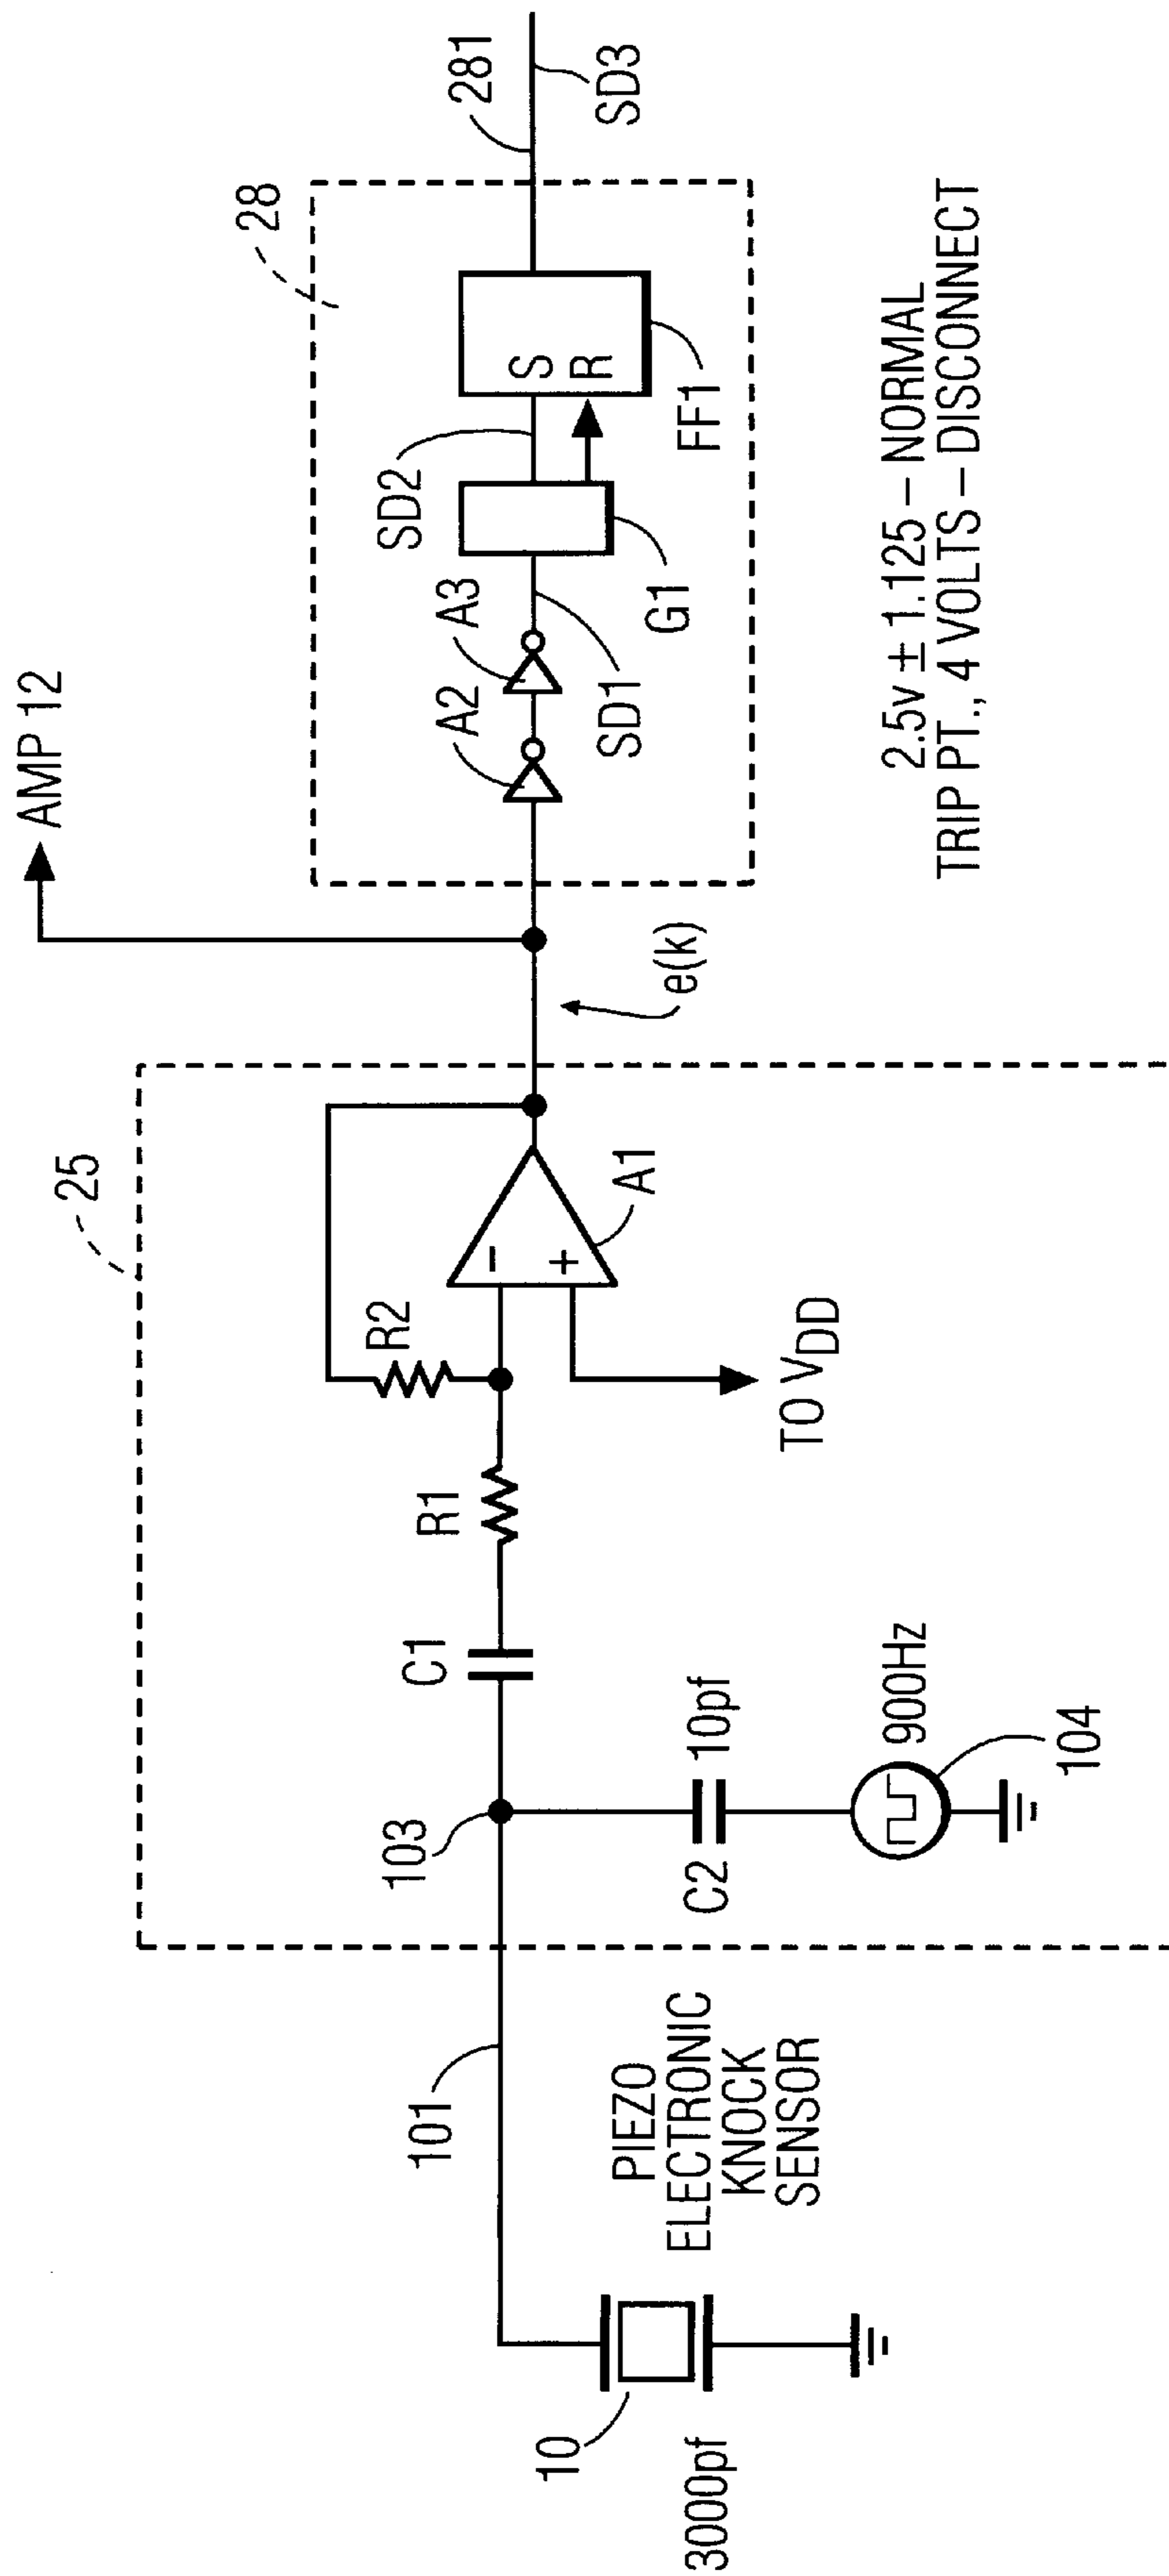 10
3000pf
PIEZO
ELECTRONIC
KNOCK
SENSOR
101
25
103
C2
10pf
900Hz
104
C1
R1
R2
−
+
A1
TO VDD
e(k)
AMP 12
28
A2
A3
SD1
G1
SD2
S
R
FF1
281
SD3
2.5v ± 1.125 – NORMAL
TRIP PT., 4 VOLTS – DISCONNECT